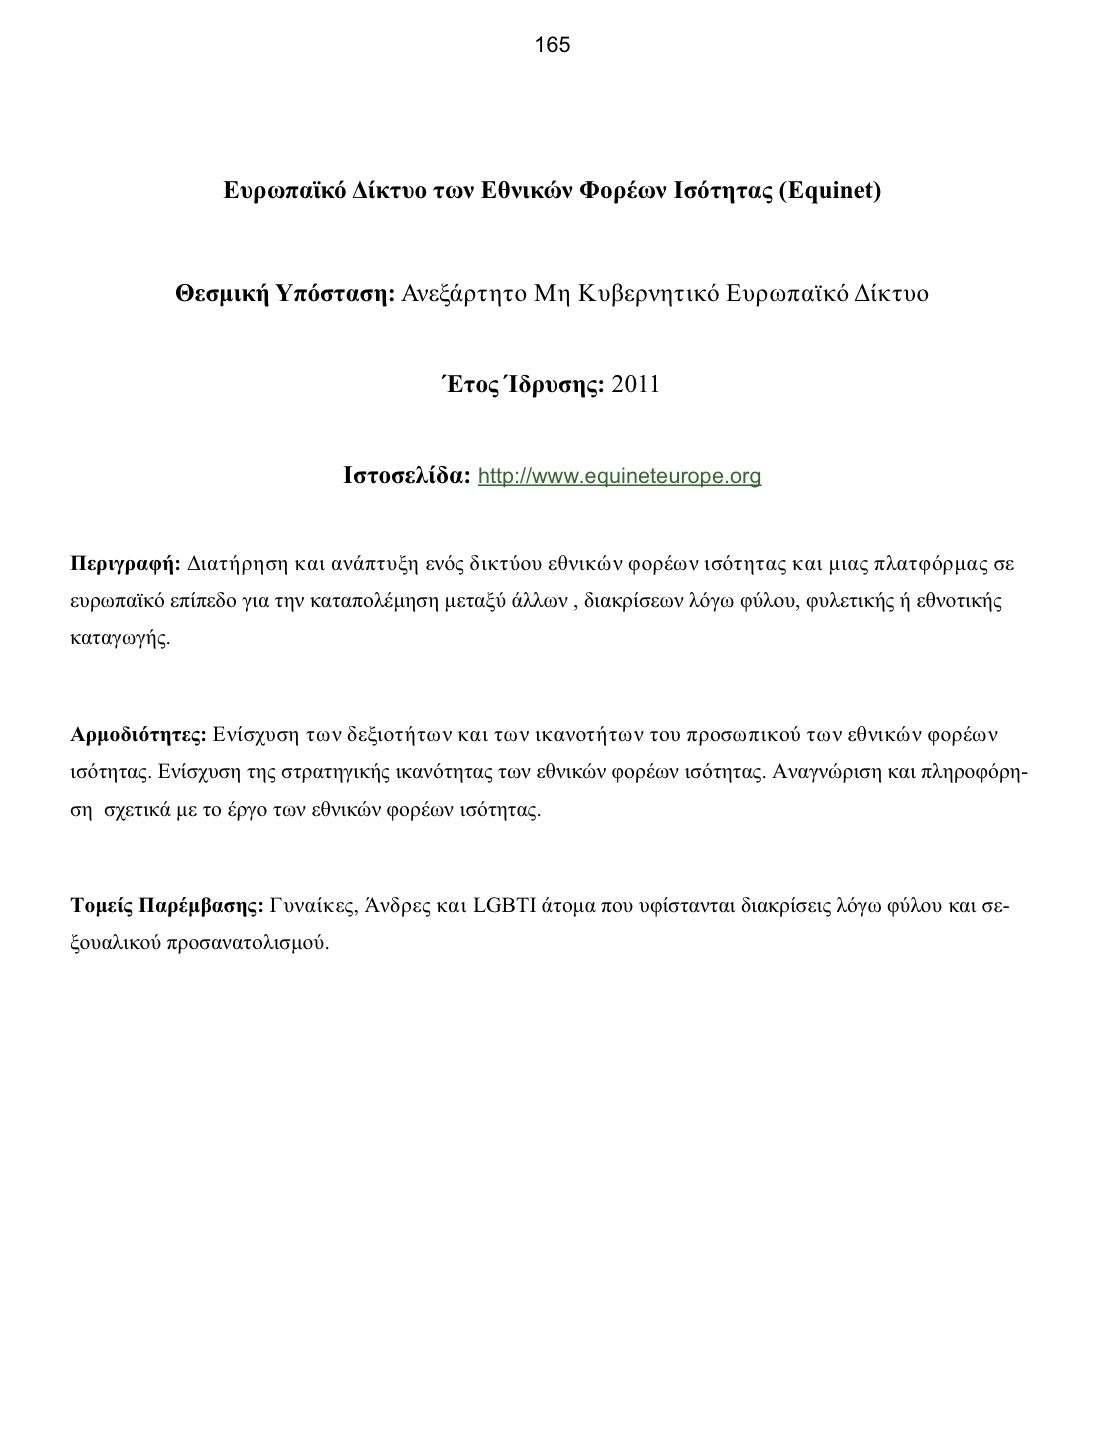 165
Ευρωπαϊκό Δίκτυο των Εθνικών Φορέων Ισότητας (Equinet)
Θεσμική Υπόσταση: Ανεξάρτητο Μη Κυβερνητικό Ευρωπαϊκό Δίκτυο
Έτος Ίδρυσης: 2011
Ιστοσελίδα: http://www.equineteurope.org
Περιγραφή: Διατήρηση και ανάπτυξη ενός δικτύου εθνικών φορέων ισότητας και μιας πλατφόρμας σε
ευρωπαϊκό επίπεδο για την καταπολέμηση μεταξύ άλλων , διακρίσεων λόγω φύλου, φυλετικής ή εθνοτικής
καταγωγής.
Αρμοδιότητες: Ενίσχυση των δεξιοτήτων και των ικανοτήτων του προσωπικού των εθνικών φορέων
ισότητας. Ενίσχυση της στρατηγικής ικανότητας των εθνικών φορέων ισότητας. Αναγνώριση και πληροφόρη-
ση  σχετικά με το έργο των εθνικών φορέων ισότητας.
Τομείς Παρέμβασης: Γυναίκες, Άνδρες και LGBTI άτομα που υφίστανται διακρίσεις λόγω φύλου και σε-
ξουαλικού προσανατολισμού.